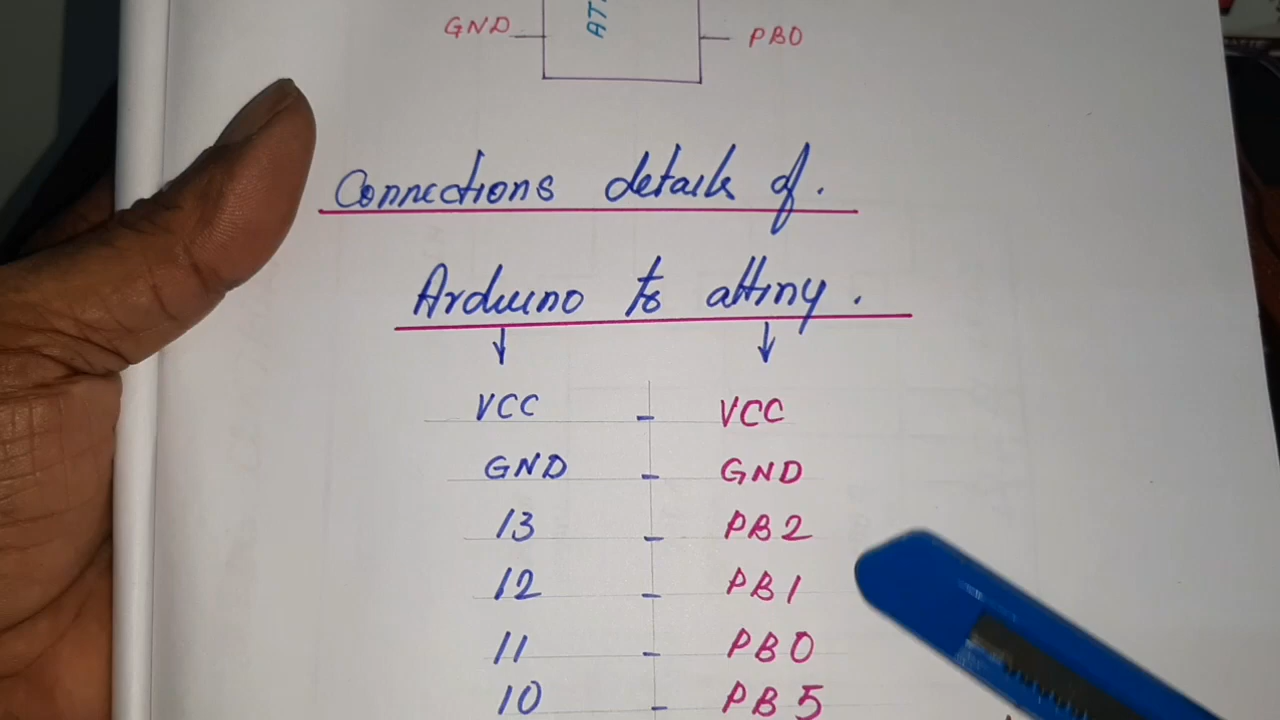 GND AT PB0
Connections details of.
Arduino to attiny.
VCC - VCC
GND - GND
13 - PB2
12 - PB1
11 - PB0
10 - PB5